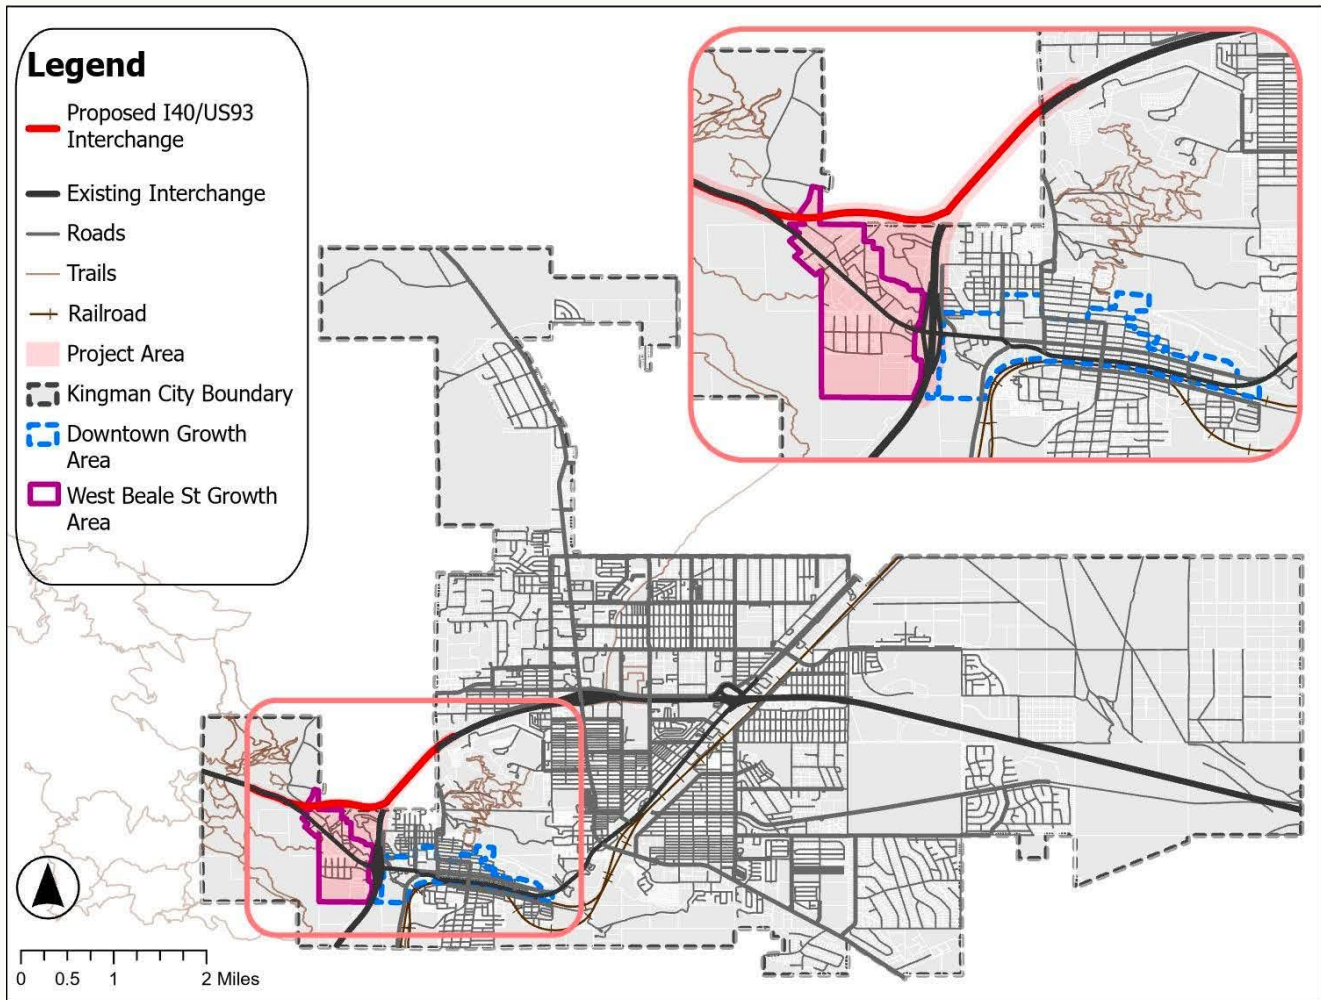 Legend
Proposed I40/US93
Interchange
Existing Interchange
Roads
Trails
Railroad
Project Area
Kingman City Boundary
Downtown Growth
Area
West Beale St Growth
Area
0 0.5 1 2 Miles